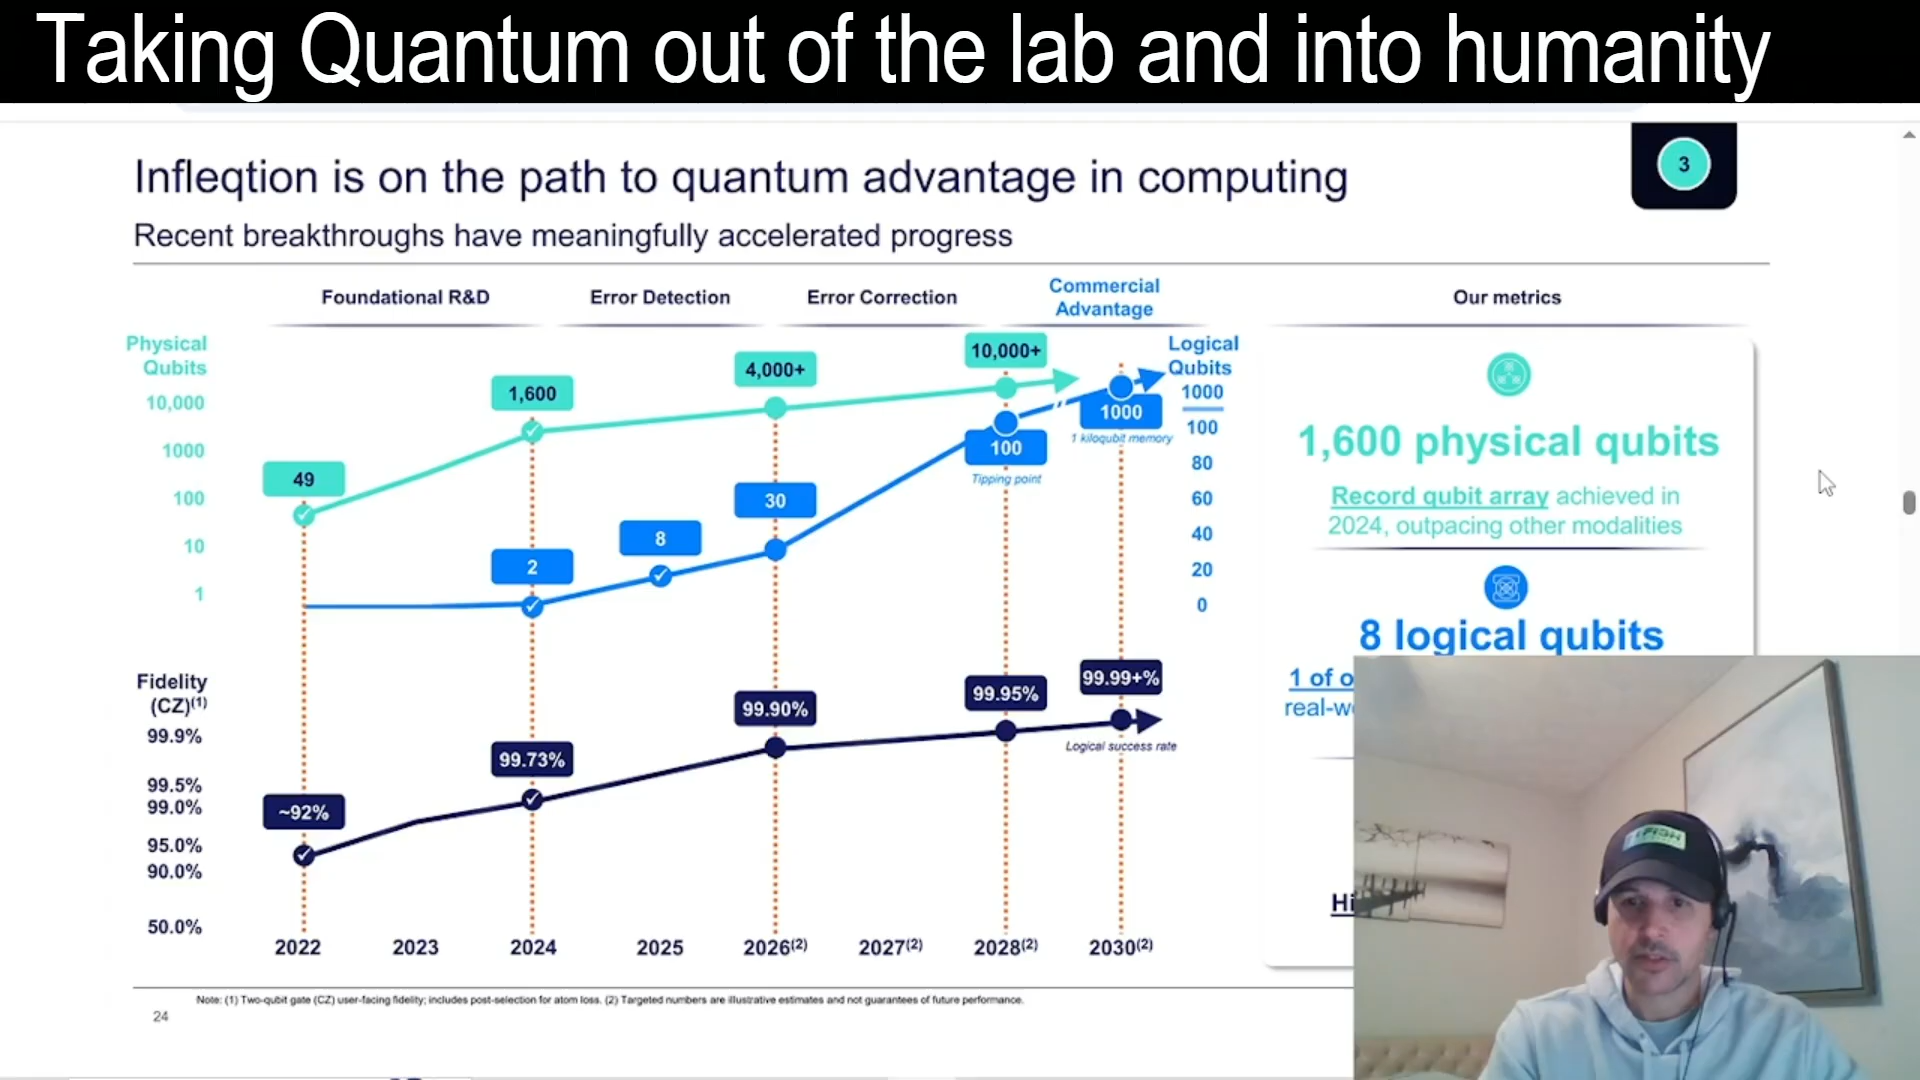 Taking Quantum out of the lab and into humanity
Infleqtion is on the path to quantum advantage in computing
3
Recent breakthroughs have meaningfully accelerated progress
Foundational R&D
Error Detection
Error Correction
Commercial
Advantage
Our metrics
Physical
Qubits
10,000
1000
100
10
1
49
1,600
4,000+
10,000+
Logical
Qubits
1000
100
80
60
40
20
0
2
8
30
100
Tipping point
1000
1 kiloqubit memory
Fidelity
(CZ)(1)
99.9%
99.5%
99.0%
95.0%
90.0%
50.0%
~92%
99.73%
99.90%
99.95%
99.99+%
Logical success rate
2022
2023
2024
2025
2026(2)
2027(2)
2028(2)
2030(2)
1,600 physical qubits
Record qubit array achieved in
2024, outpacing other modalities
8 logical qubits
1 of
Note: (1) Two-qubit gate (CZ) user-facing fidelity; includes post-selection for atom loss. (2) Targeted numbers are illustrative estimates and not guarantees of future performance.
24